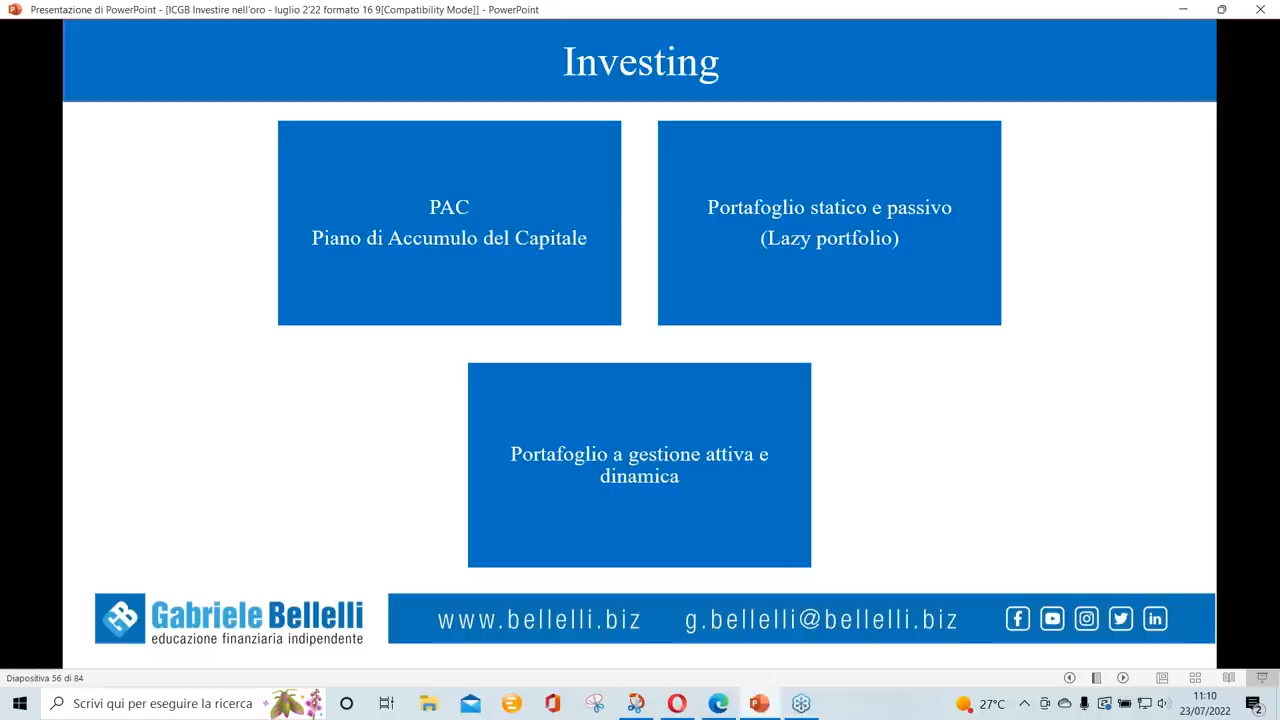 Presentazione di PowerPoint - [ICGB Investire nell'oro - luglio 2'22 formato 16 9[Compatibility Mode]] - PowerPoint
Investing
PAC
Piano di Accumulo del Capitale
Portafoglio statico e passivo
(Lazy portfolio)
Portafoglio a gestione attiva e
dinamica
Gabriele Bellelli
educazione finanziaria indipendente
www.bellelli.biz g.bellelli@bellelli.biz
Diapositiva 56 di 84
Scrivi qui per eseguire la ricerca
27°C
11:10
23/07/2022
2